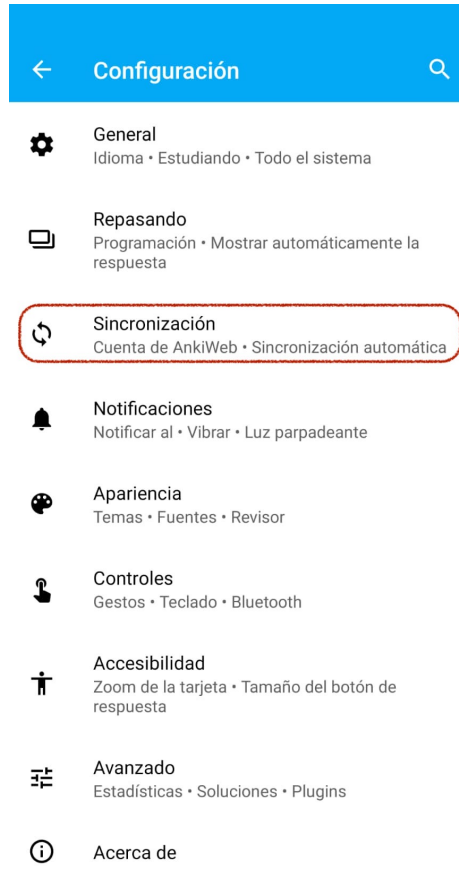 Configuración
General
Idioma • Estudiando • Todo el sistema
Repasando
Programación • Mostrar automáticamente la
respuesta
Sincronización
Cuenta de AnkiWeb • Sincronización automática
Notificaciones
Notificar al • Vibrar • Luz parpadeante
Apariencia
Temas • Fuentes • Revisor
Controles
Gestos • Teclado • Bluetooth
Accesibilidad
Zoom de la tarjeta • Tamaño del botón de
respuesta
Avanzado
Estadísticas • Soluciones • Plugins
Acerca de